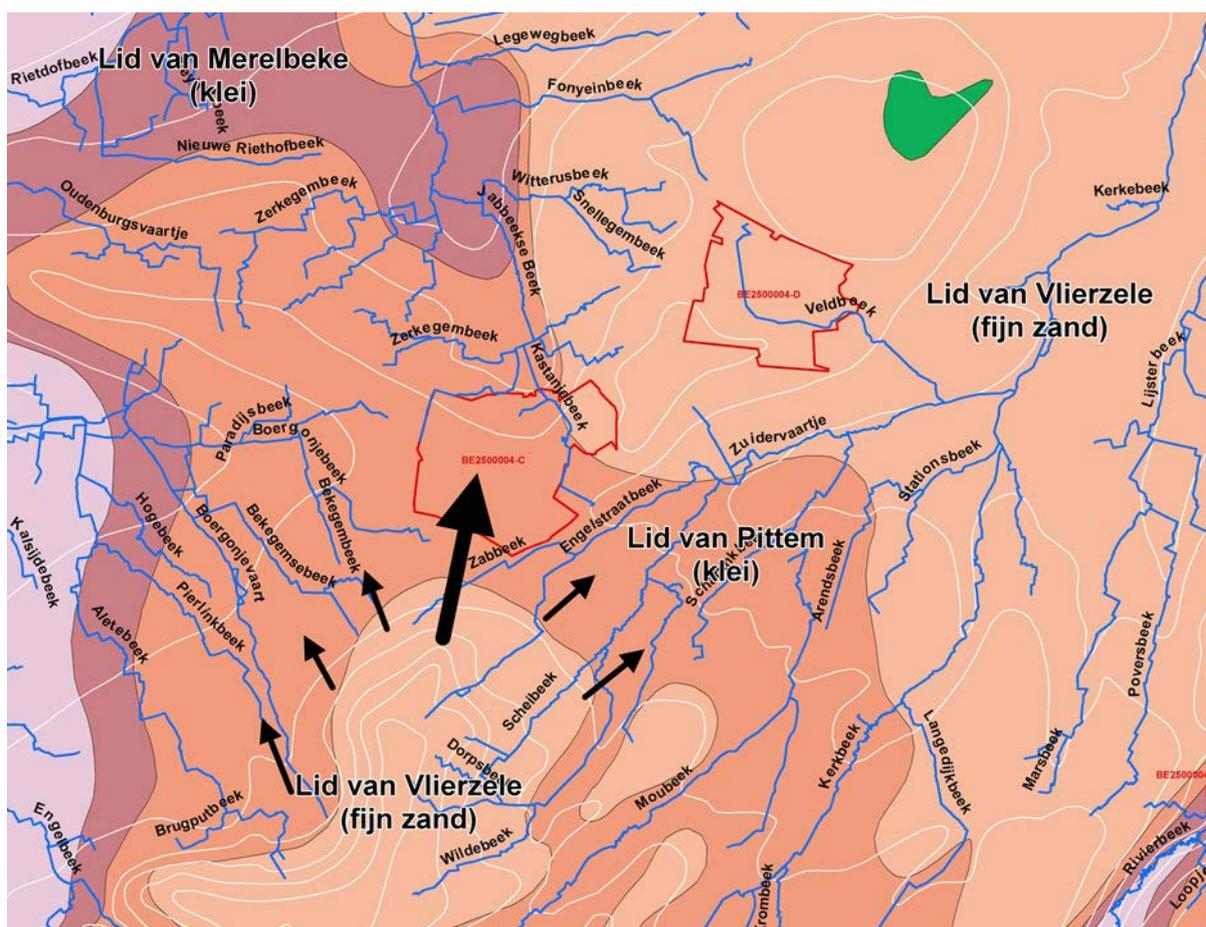 Legewegbeek
Lid van Merelbeke
(klei)
Rietdofbeek
Fonyeinbeek
Nieuwe Riethofbeek
Witterusbeek
Snellegembeek
Zerkegembeek
Oudenburgsvaartje
Jabbeekse Beek
Kerkebeek
BE2500004-D
Veldbeek
Lid van Vlierzele
(fijn zand)
Zerkegembeek
Kastanjebeek
Lijsterbeek
Paradijsbeek
Boergonjebeek
BE2500004-C
Zuidervaartje
Stationsbeek
Bekegembeek
Engelstraatbeek
Zabbeek
Hogebeek
Boergonjevaart
Bekegemsebeek
Kalsijdebeek
Pierlinkbeek
Aletebeek
Lid van Pittem
(klei)
Arendsbeek
Poversbeek
Scheibeek
Dorpsbeek
Langedijkbeek
Kerkbeek
Marsbeek
BE2500004
Moubeek
Lid van Vlierzele
(fijn zand)
Brugputbeek
Wildebeek
Engelbeek
Krombeek
Rivierbeek